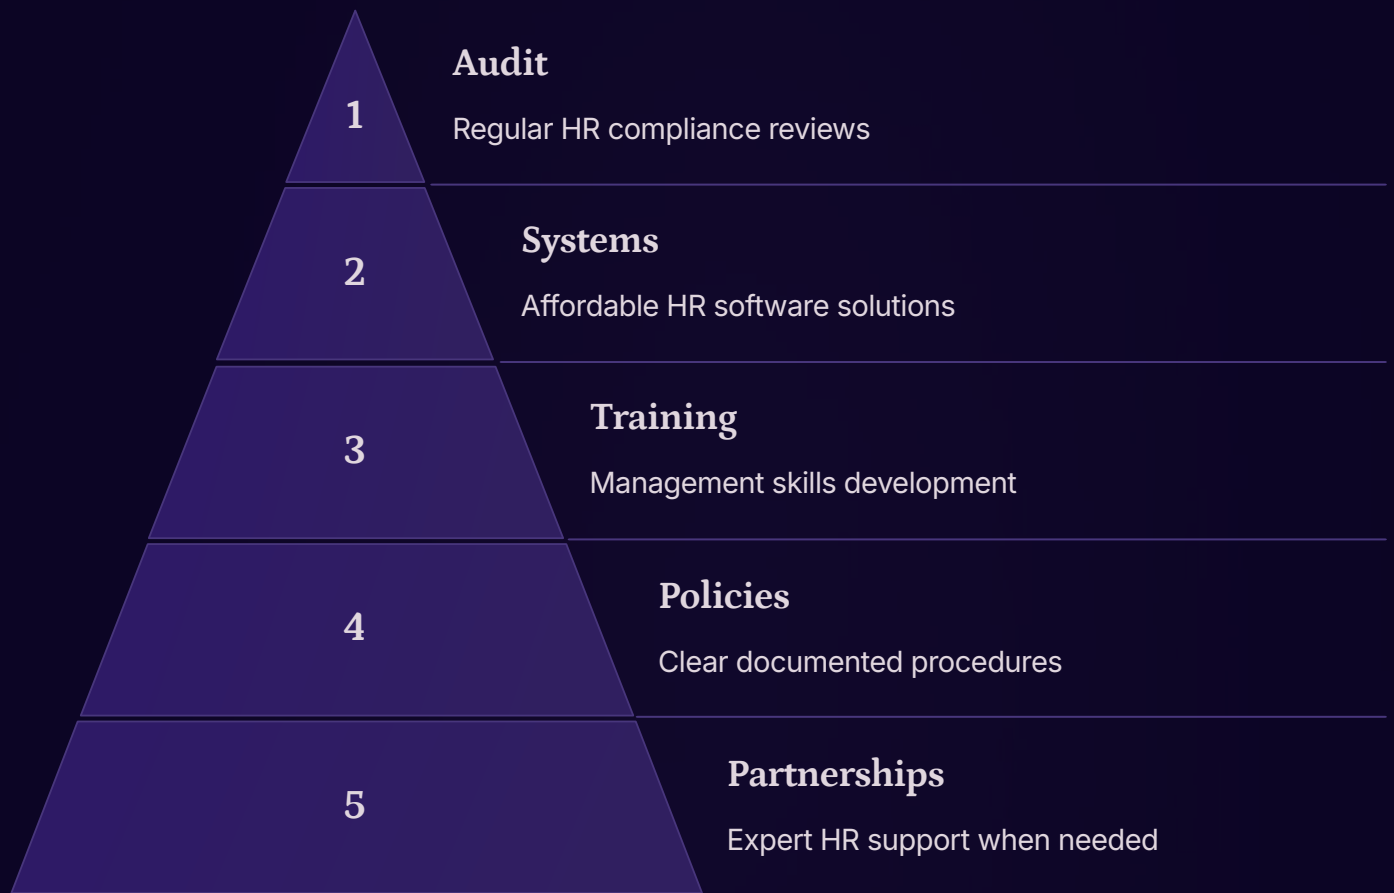 1
Audit
Regular HR compliance reviews
2
Systems
Affordable HR software solutions
3
Training
Management skills development
4
Policies
Clear documented procedures
5
Partnerships
Expert HR support when needed